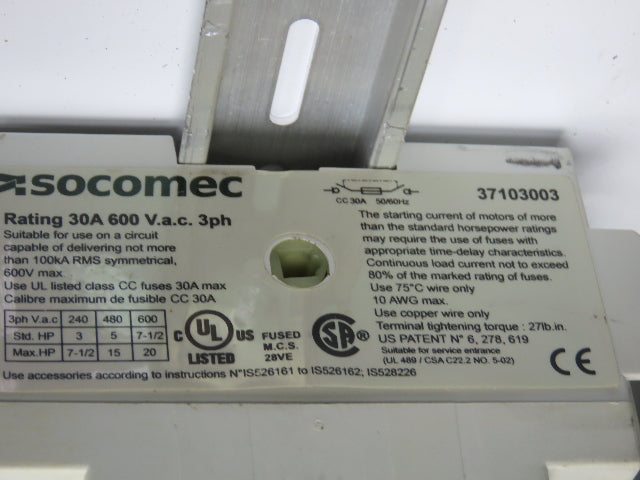 socomec
Rating 30A 600 V.a.c. 3ph
Suitable for use on a circuit
capable of delivering not more
than 100kA RMS symmetrical,
600V max
Use UL listed class CC fuses 30A max
Calibre maximum de fusible CC 30A
3ph V.a.c 240 480 600
Std. HP 3 5 7-1/2
Max. HP 7-1/2 15 20
C UL US
LISTED
FUSED
M.C.S.
28VE
SA
CC 30A 50/60Hz
37103003
The starting current of motors of more
than the standard horsepower ratings
may require the use of fuses with
appropriate time-delay characteristics.
Continuous load current not to exceed
80% of the marked rating of fuses.
Use 75°C wire only
10 AWG max.
Use copper wire only
Terminal tightening torque : 27lb.in.
US PATENT N° 6, 278, 619
Suitable for service entrance
(UL 489 / CSA C22.2 NO. 5-02)
CE
Use accessories according to instructions N°IS526161 to IS526162; IS528226